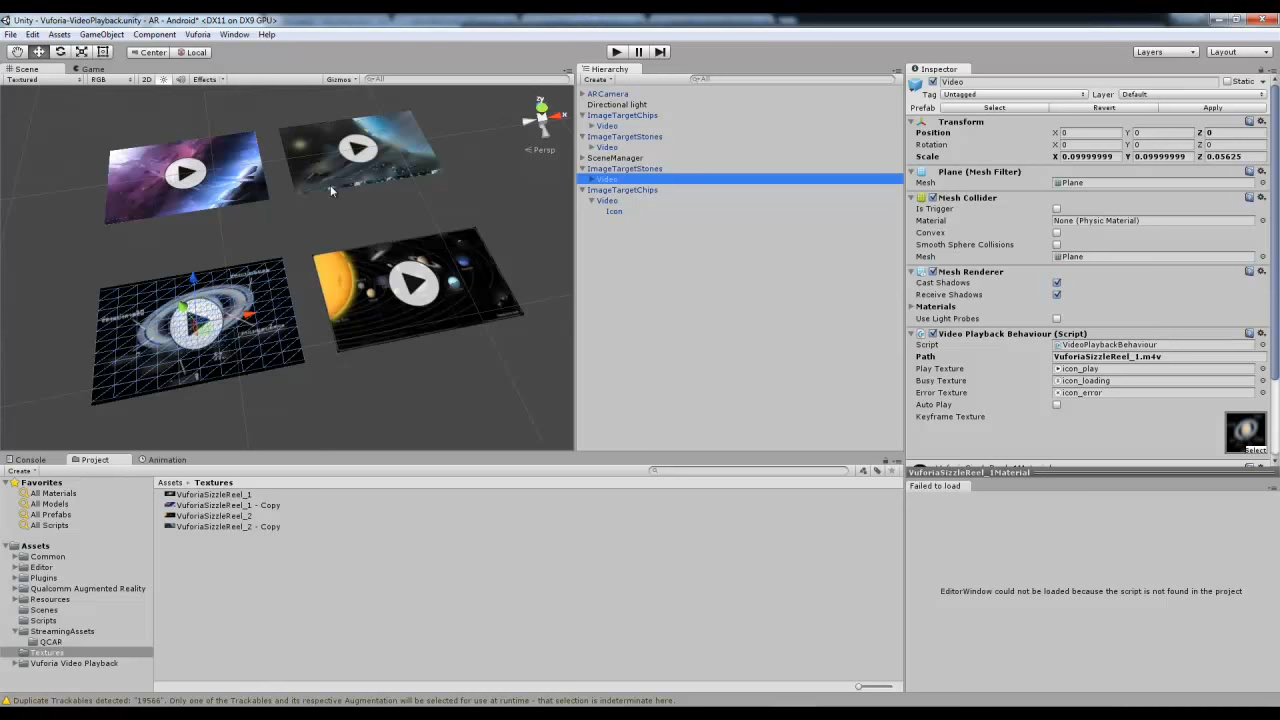 Unity - Vuforia-VideoPlayback.unity - AR - Android* <DX11 on DX9 GPU>
File Edit Assets GameObject Component Vuforia Window Help
Center Local Layers Layout
Scene Game
Textured RGB 2D Effects Gizmos All
Persp
Hierarchy
Create All
ARCamera
Directional light
ImageTargetChips
Video
ImageTargetStones
Video
SceneManager
ImageTargetStones
Video
ImageTargetChips
Video
Icon
Inspector
Video Static
Tag Untagged Layer Default
Prefab Select Revert Apply
Transform
Position X 0 Y 0 Z 0
Rotation X 0 Y 0 Z 0
Scale X 0.09999999 Y 0.09999999 Z 0.05625
Plane (Mesh Filter)
Mesh Plane
Mesh Collider
Is Trigger
Material None (Physic Material)
Convex
Smooth Sphere Collisions
Mesh Plane
Mesh Renderer
Cast Shadows
Receive Shadows
Materials
Use Light Probes
Video Playback Behaviour (Script)
Script VideoPlaybackBehaviour
Path VuforiaSizzleReel_1.m4v
Play Texture icon_play
Busy Texture icon_loading
Error Texture icon_error
Auto Play
Keyframe Texture
Select
VuforiaSizzleReel_1Material
Failed to load
EditorWindow could not be loaded because the script is not found in the project
Console Project Animation
Create
Favorites
All Materials
All Models
All Prefabs
All Scripts
Assets
Common
Editor
Plugins
Qualcomm Augmented Reality
Resources
Scenes
Scripts
StreamingAssets
QCAR
Textures
Vuforia Video Playback
Assets Textures
VuforiaSizzleReel_1
VuforiaSizzleReel_1 - Copy
VuforiaSizzleReel_2
VuforiaSizzleReel_2 - Copy
Duplicate Trackables detected: "19566". Only one of the Trackables and its respective Augmentation will be selected for use at runtime - that selection is indeterminate here.